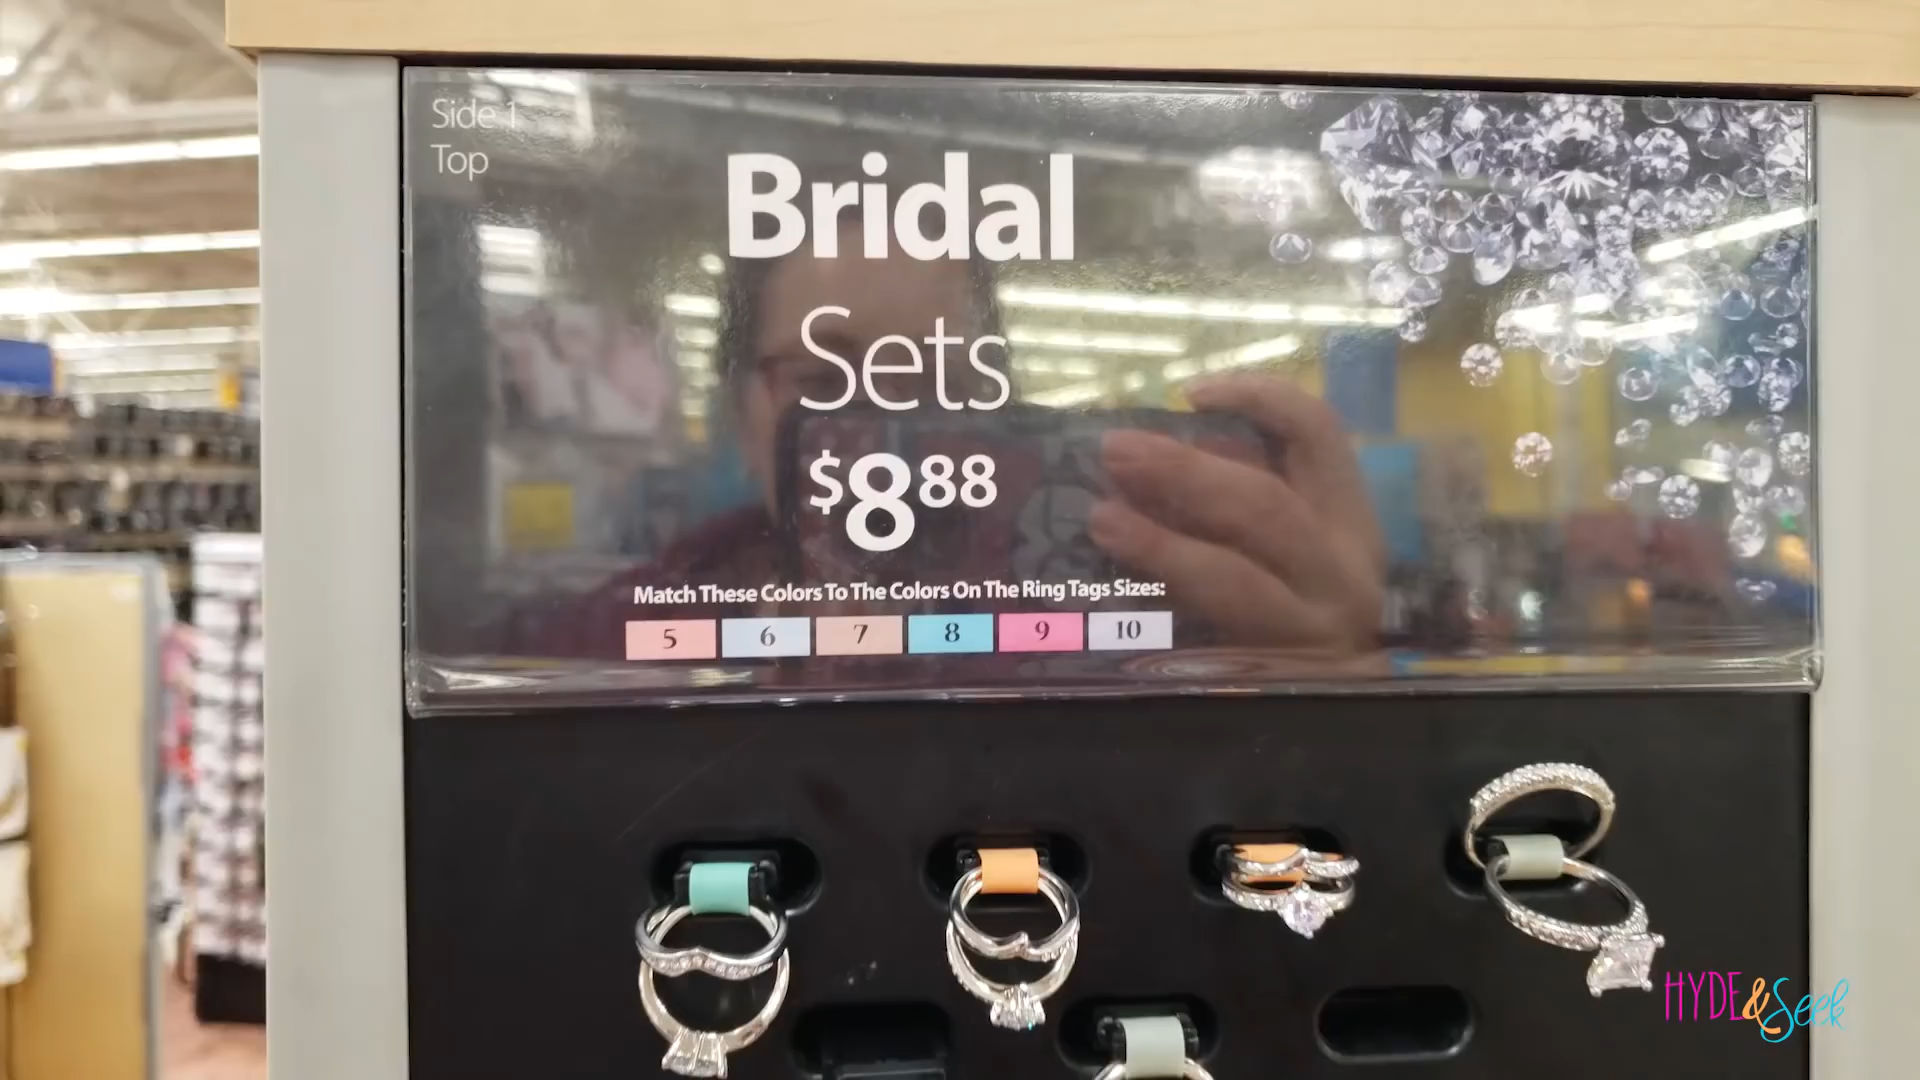 Side 1
Top
Bridal
Sets
$8 88
Match These Colors To The Colors On The Ring Tags Sizes:
5 6 7 8 9 10
HYDE & Seek